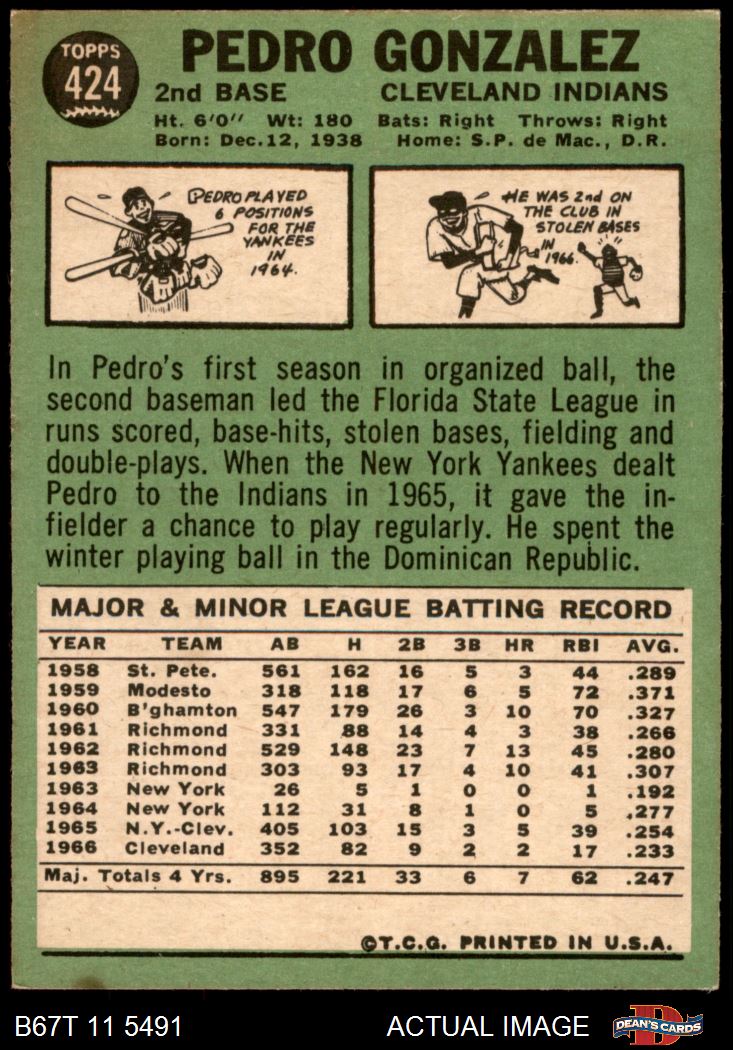 TOPPS
424
PEDRO GONZALEZ
2nd BASE CLEVELAND INDIANS
Ht. 6'0" Wt: 180 Bats: Right Throws: Right
Born: Dec.12, 1938 Home: S.P. de Mac., D.R.
PEDRO PLAYED
6 POSITIONS
FOR THE
YANKEES
IN
1964.
HE WAS 2nd ON
THE CLUB IN
STOLEN BASES
IN
1966.
In Pedro's first season in organized ball, the
second baseman led the Florida State League in
runs scored, base-hits, stolen bases, fielding and
double-plays. When the New York Yankees dealt
Pedro to the Indians in 1965, it gave the in-
fielder a chance to play regularly. He spent the
winter playing ball in the Dominican Republic.
MAJOR & MINOR LEAGUE BATTING RECORD
YEAR TEAM AB H 2B 3B HR RBI AVG.
1958 St. Pete. 561 162 16 5 3 44 .289
1959 Modesto 318 118 17 6 5 72 .371
1960 B'ghamton 547 179 26 3 10 70 .327
1961 Richmond 331 88 14 4 3 38 .266
1962 Richmond 529 148 23 7 13 45 .280
1963 Richmond 303 93 17 4 10 41 .307
1963 New York 26 5 1 0 0 1 .192
1964 New York 112 31 8 1 0 5 .277
1965 N.Y.-Clev. 405 103 15 3 5 39 .254
1966 Cleveland 352 82 9 2 2 17 .233
Maj. Totals 4 Yrs. 895 221 33 6 7 62 .247
©T.C.G. PRINTED IN U.S.A.
B67T 11 5491 ACTUAL IMAGE
D
DEAN'S CARDS